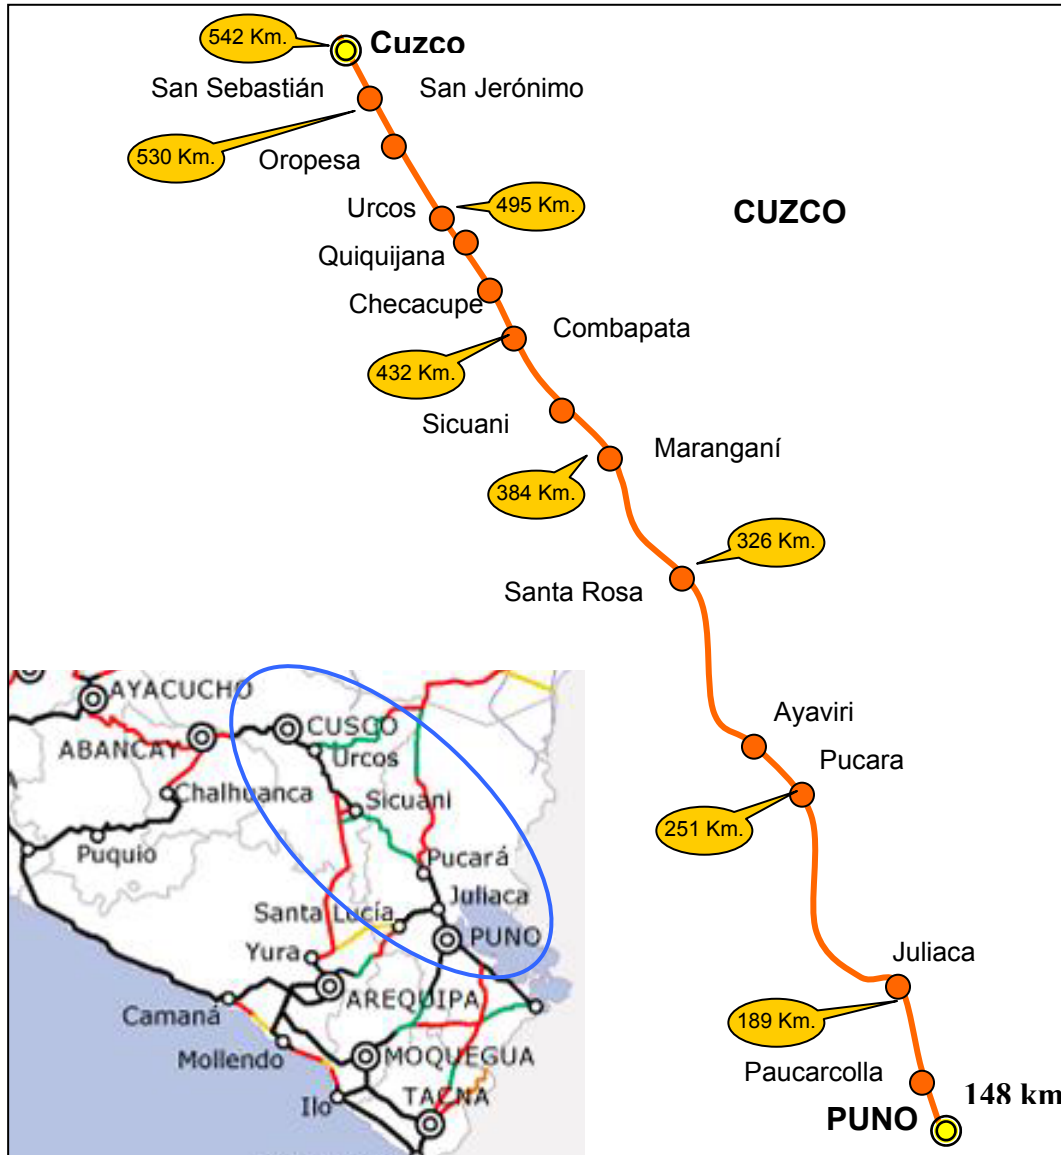 542 Km.
Cuzco
San Sebastián
San Jerónimo
530 Km.
Oropesa
Urcos
495 Km.
CUZCO
Quiquijana
Checacupe
Combapata
432 Km.
Sicuani
Maranganí
384 Km.
326 Km.
Santa Rosa
Ayaviri
Pucara
251 Km.
Juliaca
189 Km.
Paucarcolla
148 km
PUNO
AYACUCHO
CUSCO
ABANCAY
Urcos
Chalhuanca
Sicuani
Puquio
Pucará
Juliaca
Santa Lucía
PUNO
Yura
AREQUIPA
Camaná
Mollendo
MOQUEGUA
TACNA
Ilo